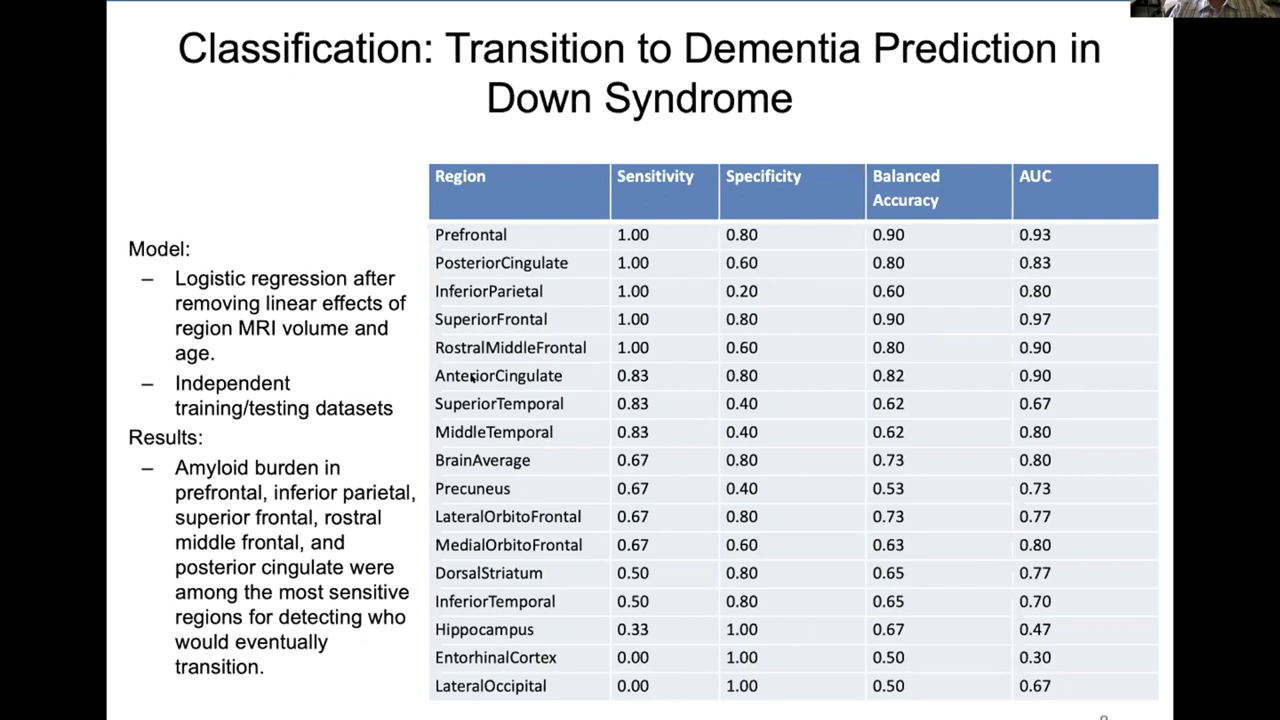 Classification: Transition to Dementia Prediction in
Down Syndrome
Model:
– Logistic regression after
removing linear effects of
region MRI volume and
age.
– Independent
training/testing datasets
Results:
– Amyloid burden in
prefrontal, inferior parietal,
superior frontal, rostral
middle frontal, and
posterior cingulate were
among the most sensitive
regions for detecting who
would eventually
transition.
Region Sensitivity Specificity Balanced Accuracy AUC
Prefrontal 1.00 0.80 0.90 0.93
PosteriorCingulate 1.00 0.60 0.80 0.83
InferiorParietal 1.00 0.20 0.60 0.80
SuperiorFrontal 1.00 0.80 0.90 0.97
RostralMiddleFrontal 1.00 0.60 0.80 0.90
AnteriorCingulate 0.83 0.80 0.82 0.90
SuperiorTemporal 0.83 0.40 0.62 0.67
MiddleTemporal 0.83 0.40 0.62 0.80
BrainAverage 0.67 0.80 0.73 0.80
Precuneus 0.67 0.40 0.53 0.73
LateralOrbitoFrontal 0.67 0.80 0.73 0.77
MedialOrbitoFrontal 0.67 0.60 0.63 0.80
DorsalStriatum 0.50 0.80 0.65 0.77
InferiorTemporal 0.50 0.80 0.65 0.70
Hippocampus 0.33 1.00 0.67 0.47
EntorhinalCortex 0.00 1.00 0.50 0.30
LateralOccipital 0.00 1.00 0.50 0.67